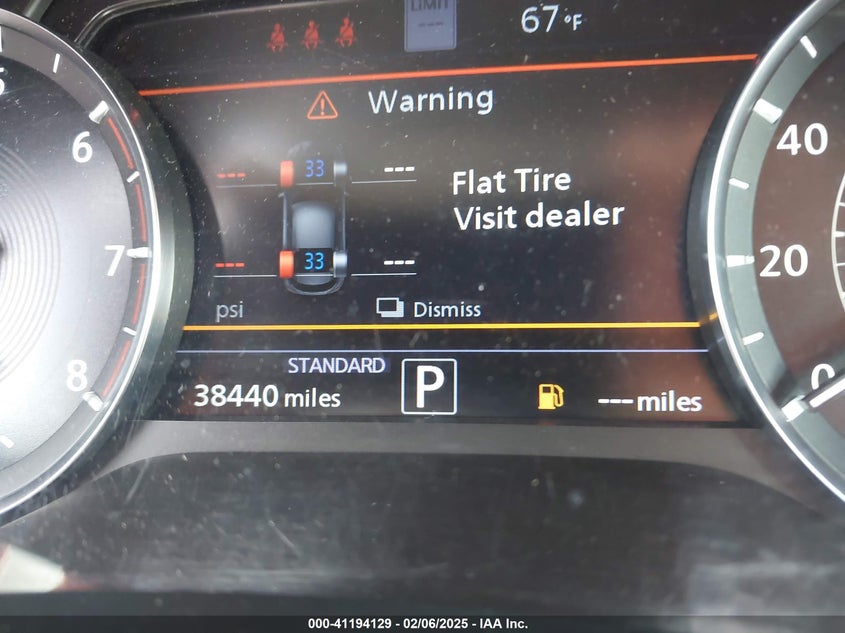 LIMIT
---
67°F
Warning
--- 33 ---
Flat Tire
Visit dealer
--- 33 ---
psi
Dismiss
STANDARD
38440 miles
P
--- miles
6
7
8
40
20
0
000-41194129 - 02/06/2025 - IAA Inc.